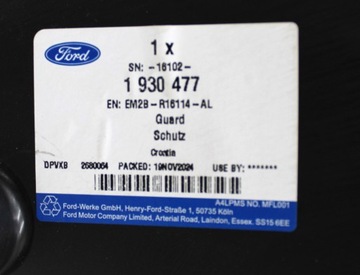 Ford
1 x
SN: -16102-
1 930 477
EN: EM2B-R16114-AL
Guard
Schutz
Croatia
DPVXB 2680064 PACKED: 19NOV2024 USE BY: *******
A4LPMS NO. MFL001
Ford-Werke GmbH, Henry-Ford-Straße 1, 50735 Köln
Ford Motor Company Limited, Arterial Road, Laindon, Essex. SS15 6EE